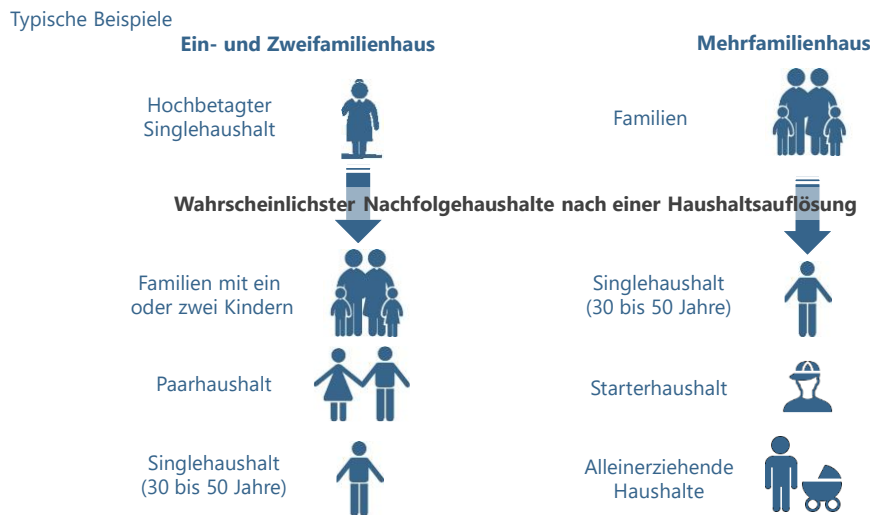 Typische Beispiele
Ein- und Zweifamilienhaus
Mehrfamilienhaus
Hochbetagter
Singlehaushalt
Familien
Wahrscheinlichster Nachfolgehaushalte nach einer Haushaltsauflösung
Familien mit ein
oder zwei Kindern
Singlehaushalt
(30 bis 50 Jahre)
Paarhaushalt
Starterhaushalt
Singlehaushalt
(30 bis 50 Jahre)
Alleinerziehende
Haushalte